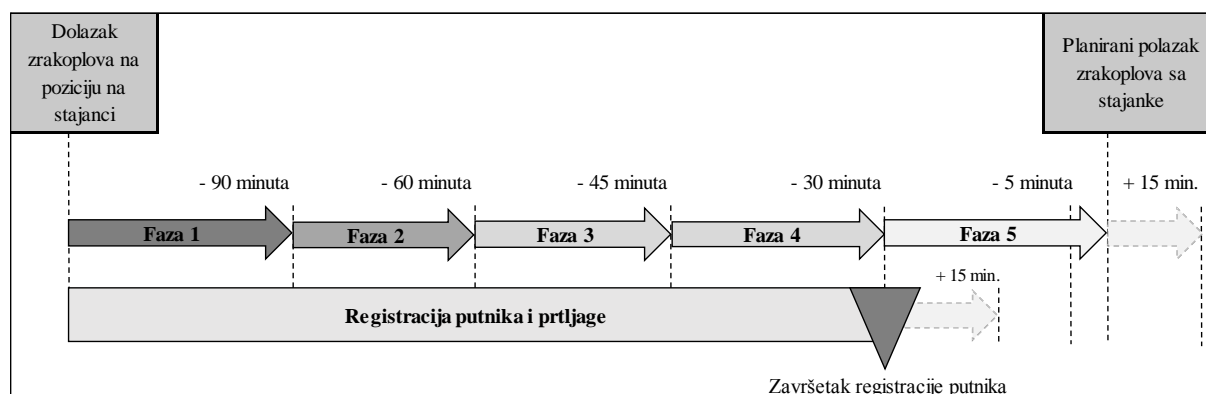 Dolazak
zrakoplova na
poziciju na
stajanci
Planirani polazak
zrakoplova sa
stajanke
- 90 minuta
- 60 minuta
- 45 minuta
- 30 minuta
- 5 minuta
+ 15 min.
Faza 1
Faza 2
Faza 3
Faza 4
Faza 5
+ 15 min.
Registracija putnika i prtljage
Završetak registracije putnika